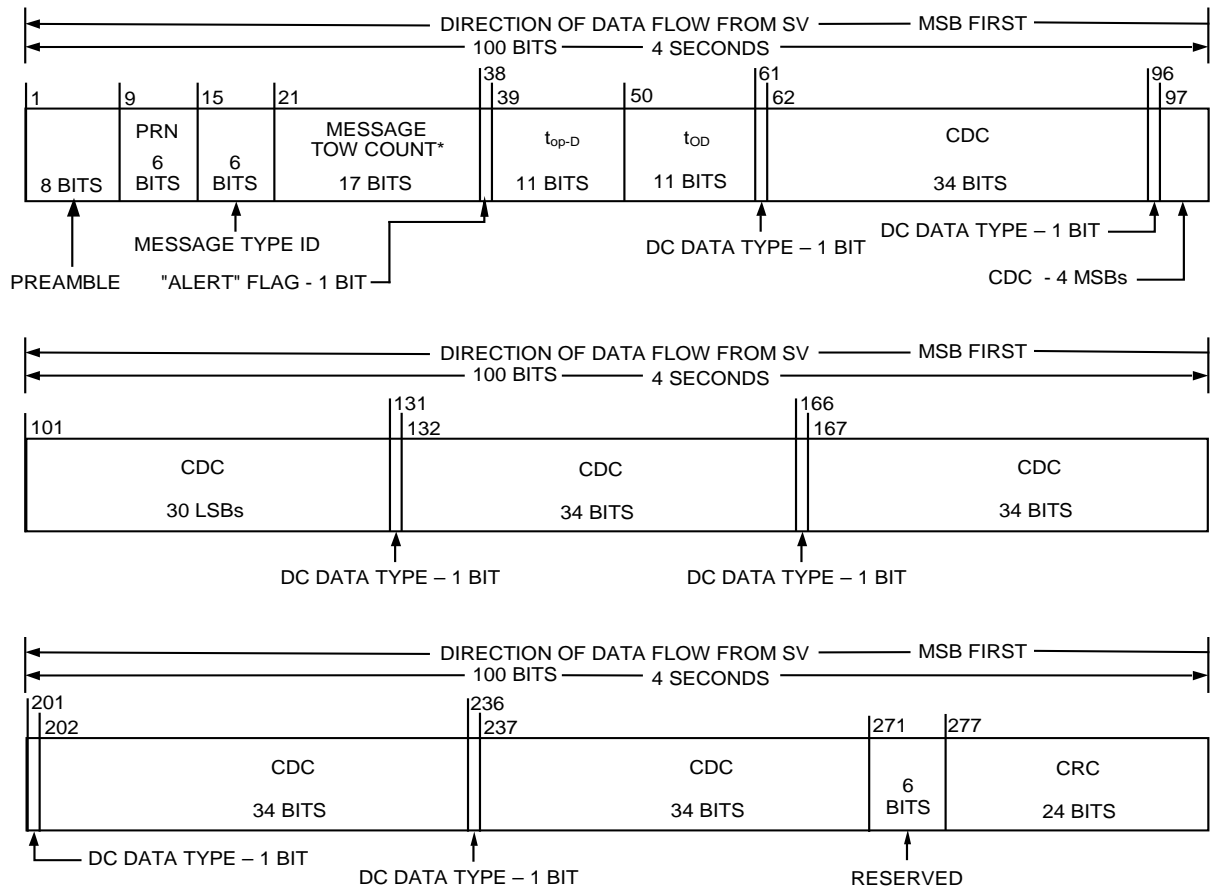 DIRECTION OF DATA FLOW FROM SV MSB FIRST
100 BITS 4 SECONDS
1 9 15 21 38 39 50 61 62 96 97
8 BITS
PRN
6
BITS
6
BITS
MESSAGE
TOW COUNT*
17 BITS
top-D
11 BITS
tOD
11 BITS
CDC
34 BITS
PREAMBLE
MESSAGE TYPE ID
"ALERT" FLAG - 1 BIT
DC DATA TYPE – 1 BIT
DC DATA TYPE – 1 BIT
CDC - 4 MSBs
DIRECTION OF DATA FLOW FROM SV MSB FIRST
100 BITS 4 SECONDS
101 131 132 166 167
CDC
30 LSBs
CDC
34 BITS
CDC
34 BITS
DC DATA TYPE – 1 BIT
DC DATA TYPE – 1 BIT
DIRECTION OF DATA FLOW FROM SV MSB FIRST
100 BITS 4 SECONDS
201 202 236 237 271 277
CDC
34 BITS
CDC
34 BITS
6
BITS
CRC
24 BITS
DC DATA TYPE – 1 BIT
DC DATA TYPE – 1 BIT
RESERVED